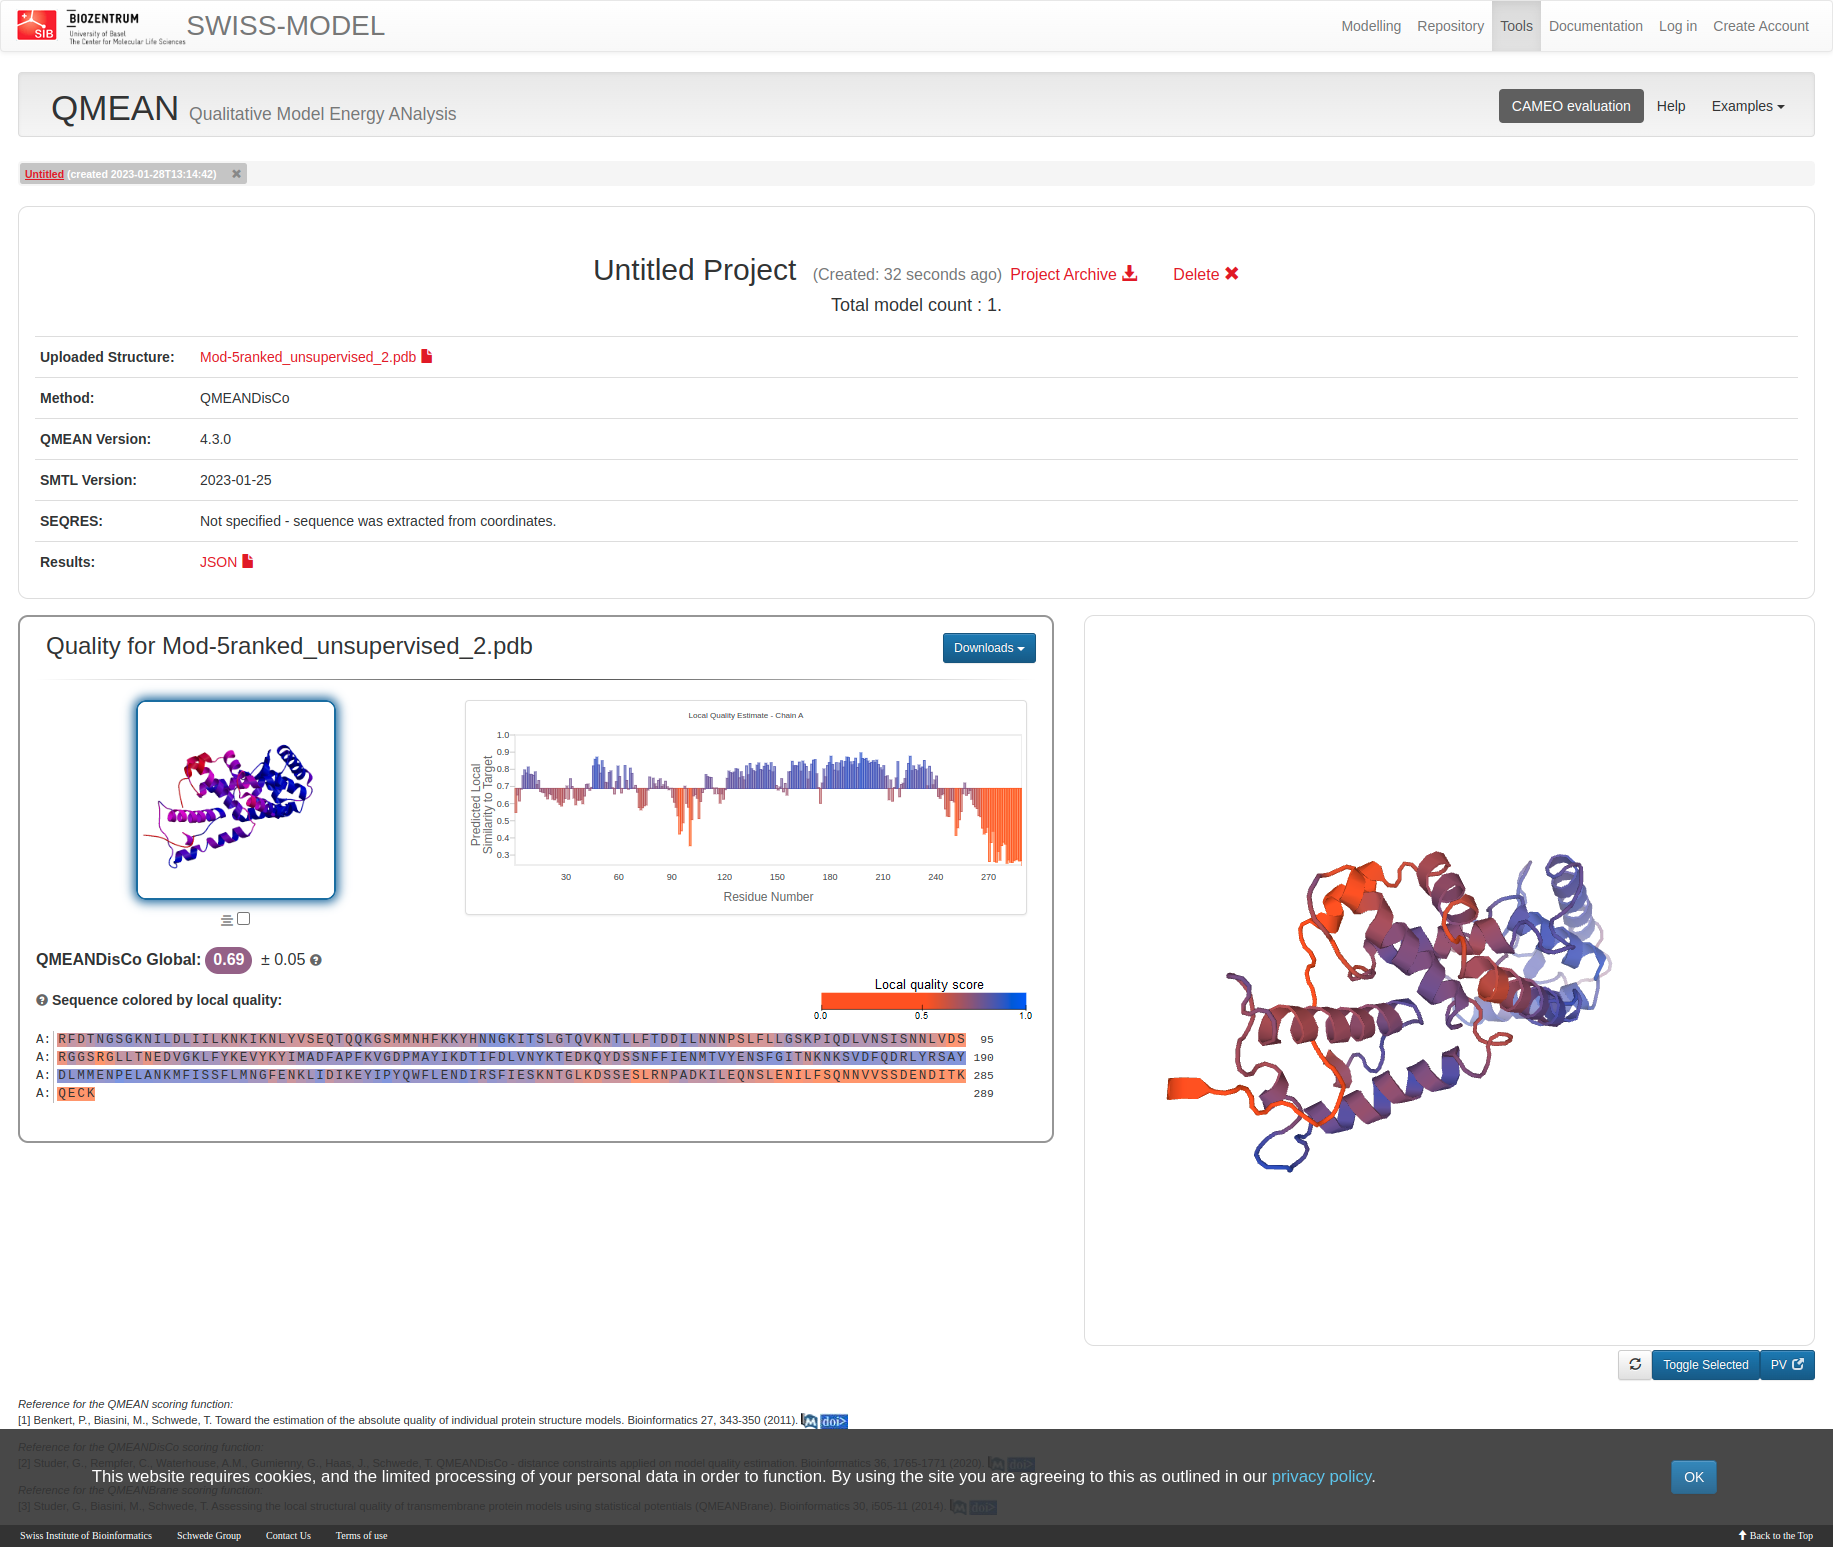 SIB
BIOZENTRUM
University of Basel
The Center for Molecular Life Sciences
SWISS-MODEL
Modelling Repository Tools Documentation Log in Create Account
QMEAN Qualitative Model Energy ANalysis
CAMEO evaluation Help Examples
Untitled (created 2023-01-28T13:14:42)
Untitled Project (Created: 32 seconds ago) Project Archive Delete
Total model count : 1.
Uploaded Structure: Mod-5ranked_unsupervised_2.pdb
Method: QMEANDisCo
QMEAN Version: 4.3.0
SMTL Version: 2023-01-25
SEQRES: Not specified - sequence was extracted from coordinates.
Results: JSON
Quality for Mod-5ranked_unsupervised_2.pdb
Downloads
Local Quality Estimate - Chain A
Predicted Local
Similarity to Target
1.0
0.9
0.8
0.7
0.6
0.5
0.4
0.3
30 60 90 120 150 180 210 240 270
Residue Number
QMEANDisCo Global: 0.69 ± 0.05
Sequence colored by local quality:
Local quality score
0.0 0.5 1.0
A: RFDTNGSGKNILDLIILKNKIKNLYVSEQTQQKGSMMNHFKKYHNNGKITSLGTQVKNTLLFTDDILNNNPSLFLLGSKPIQDLVNSISNNLVDS 95
A: RGGSRGLLTNEDVGKLFYKEVYKYIMADFAPFKVGDPMAYIKDTIFDLVNYKTEDKQYDSSNFFIENMTVYENSFGITNKNKSVDFQDRLYRSAY 190
A: DLMMENPELANKMFISSFLMNGFENKLIDIKEYIPYQWFLENDIRSFIESKNTGLKDSSESLRNPADKILEQNSLENILFSQNNVVSSDENDITK 285
A: QECK 289
Toggle Selected PV
Reference for the QMEAN scoring function:
[1] Benkert, P., Biasini, M., Schwede, T. Toward the estimation of the absolute quality of individual protein structure models. Bioinformatics 27, 343-350 (2011). M doi>
Reference for the QMEANDisCo scoring function:
[2] Studer, G., Rempfer, C., Waterhouse, A.M., Gumienny, G., Haas, J., Schwede, T. QMEANDisCo - distance constraints applied on model quality estimation. Bioinformatics 36, 1765-1771 (2020). M doi>
This website requires cookies, and the limited processing of your personal data in order to function. By using the site you are agreeing to this as outlined in our privacy policy.
OK
Reference for the QMEANBrane scoring function:
[3] Studer, G., Biasini, M., Schwede, T. Assessing the local structural quality of transmembrane protein models using statistical potentials (QMEANBrane). Bioinformatics 30, i505-11 (2014). M doi>
Swiss Institute of Bioinformatics Schwede Group Contact Us Terms of use
Back to the Top